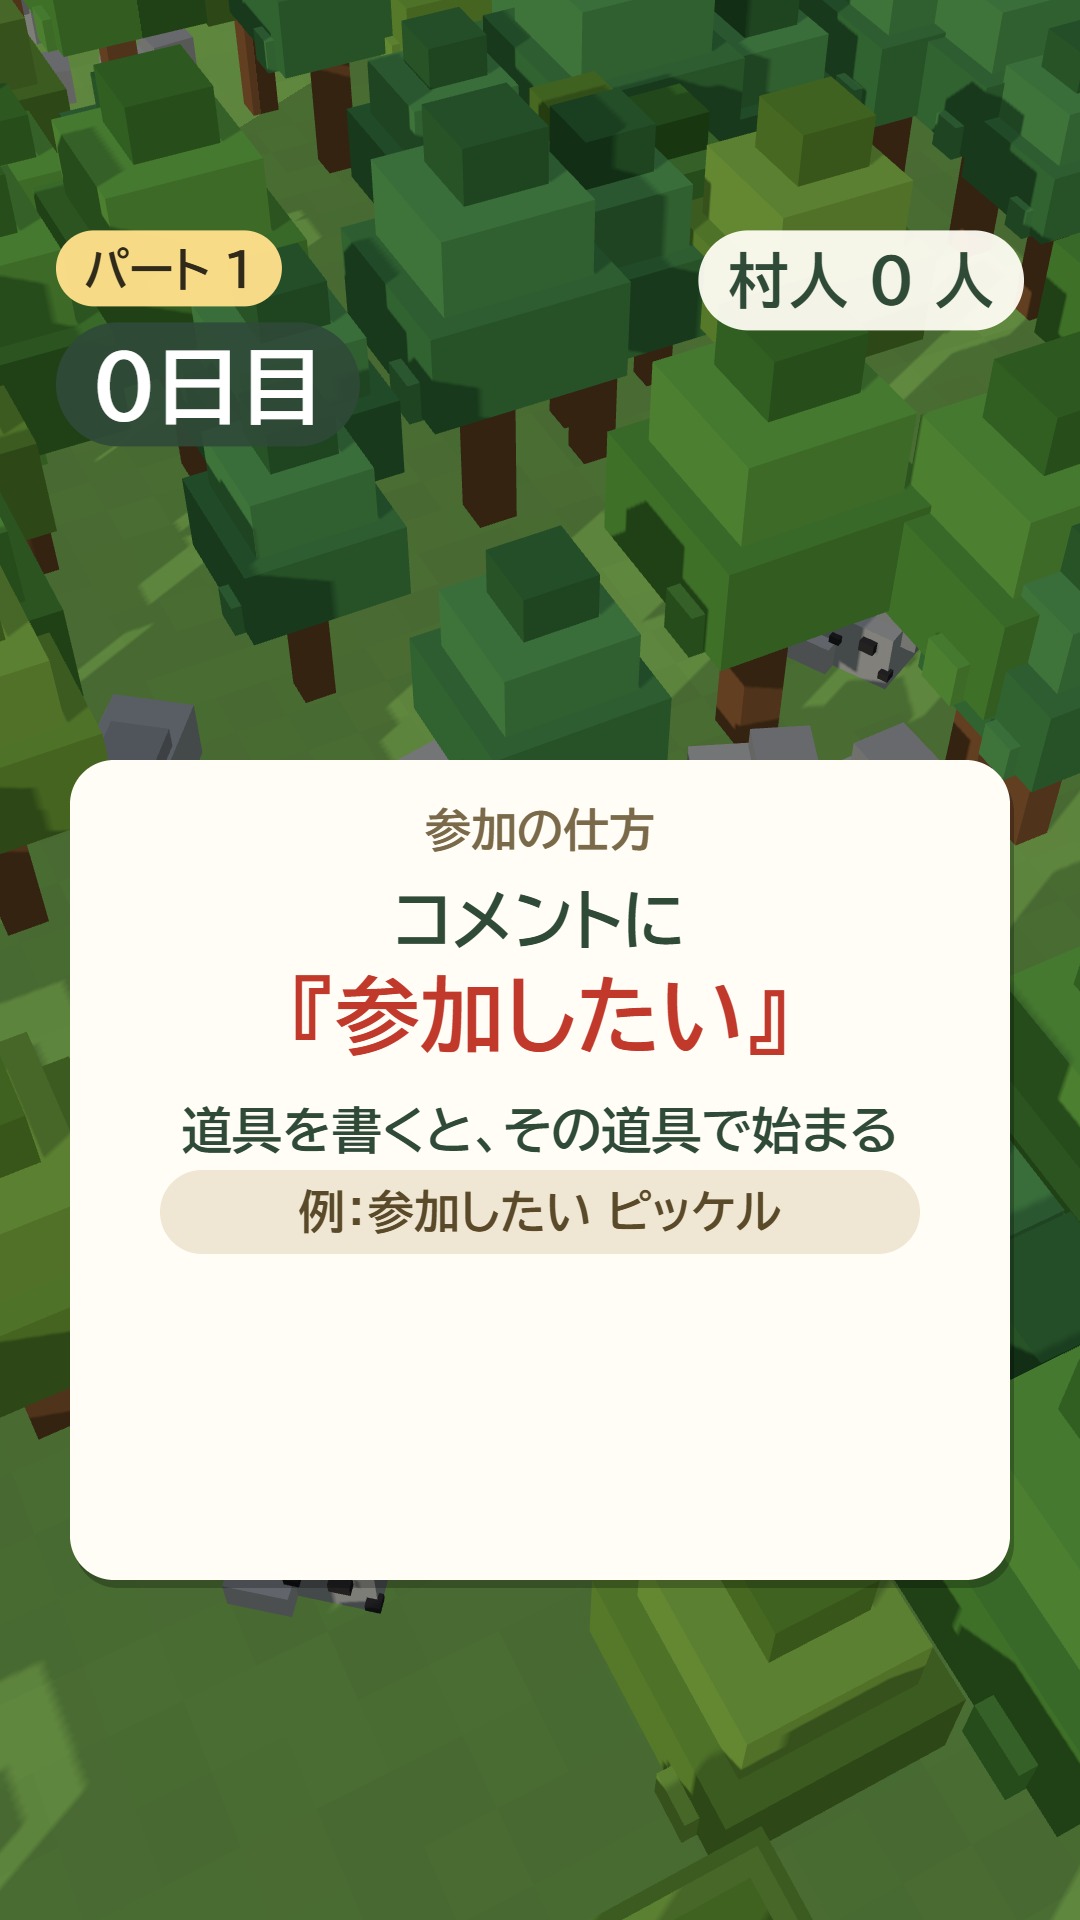 パート 1
0日目
村人 0 人
参加の仕方
コメントに
『参加したい』
道具を書くと、その道具で始まる
例：参加したい ピッケル